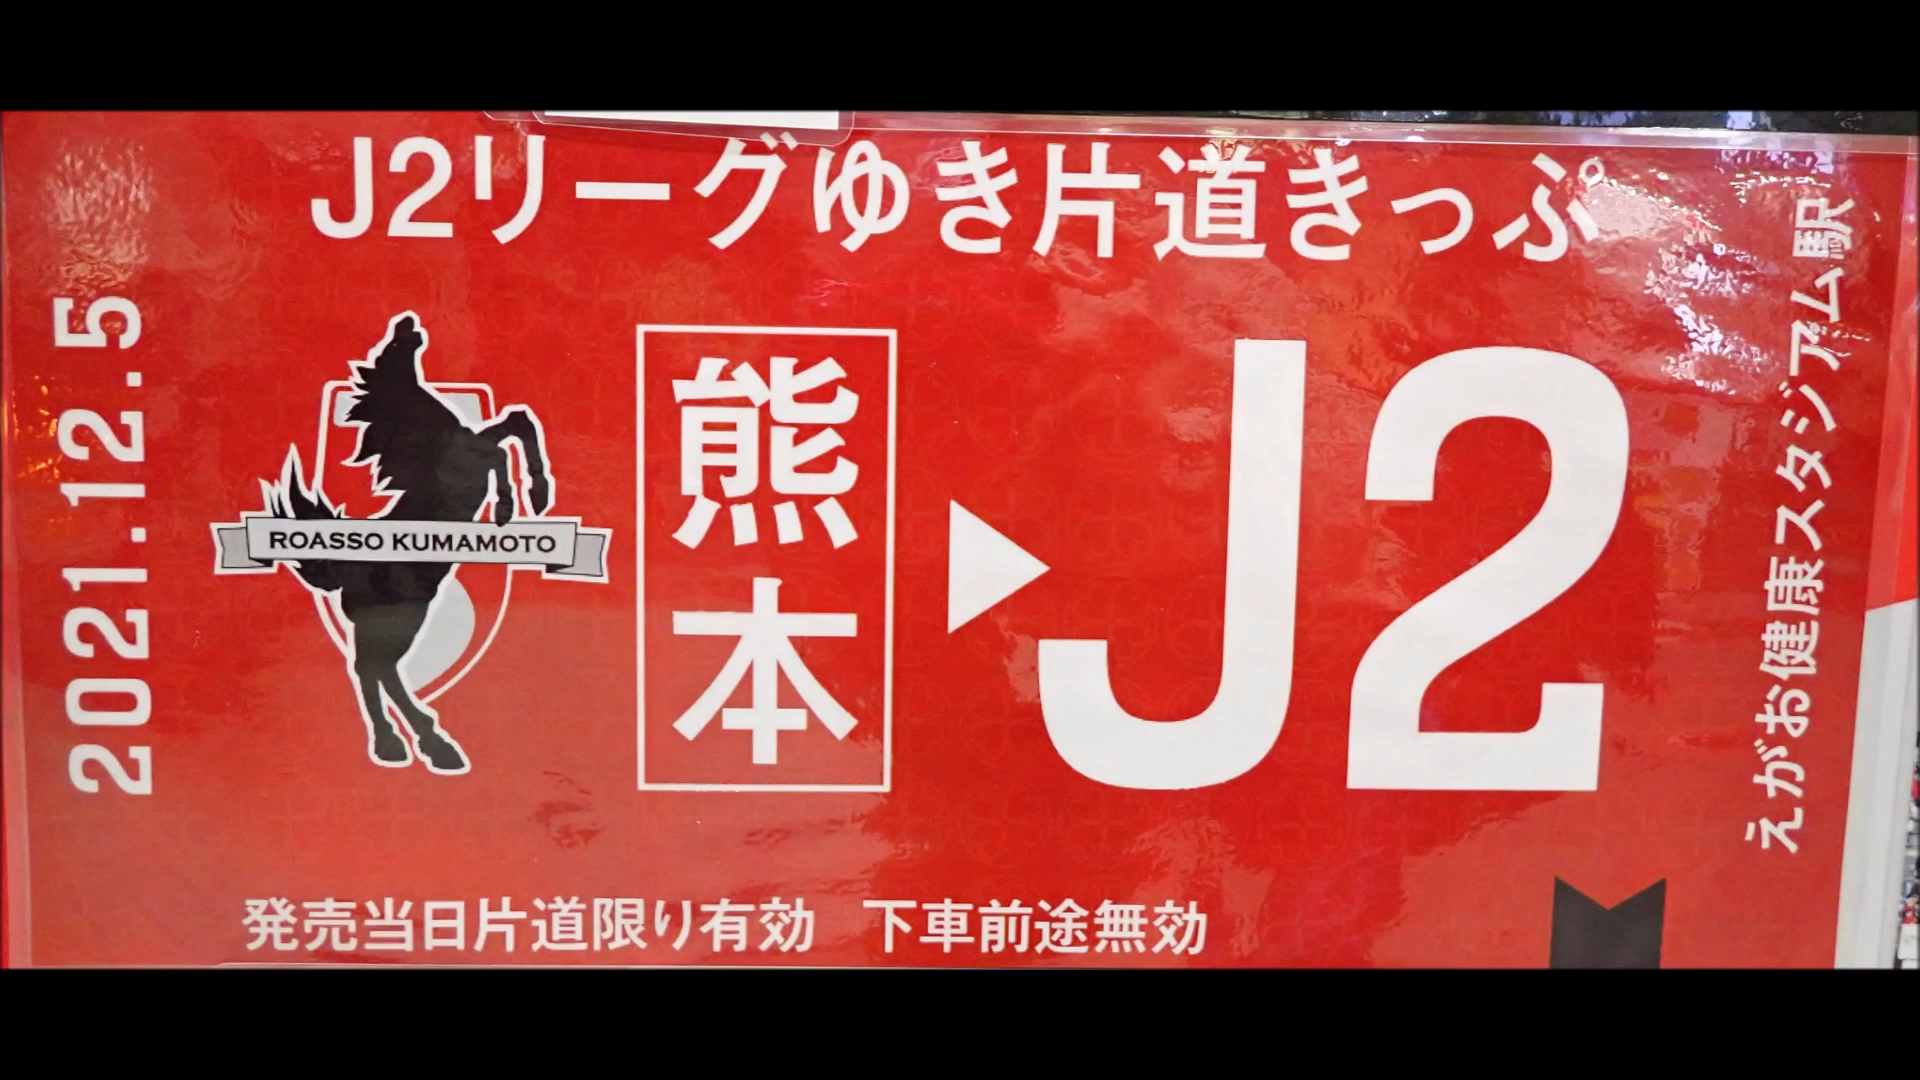 J2リーグゆき片道きっぷ
2021.12.5
ROASSO KUMAMOTO
熊本
▶J2
えがお健康スタジアム駅
発売当日片道限り有効　下車前途無効